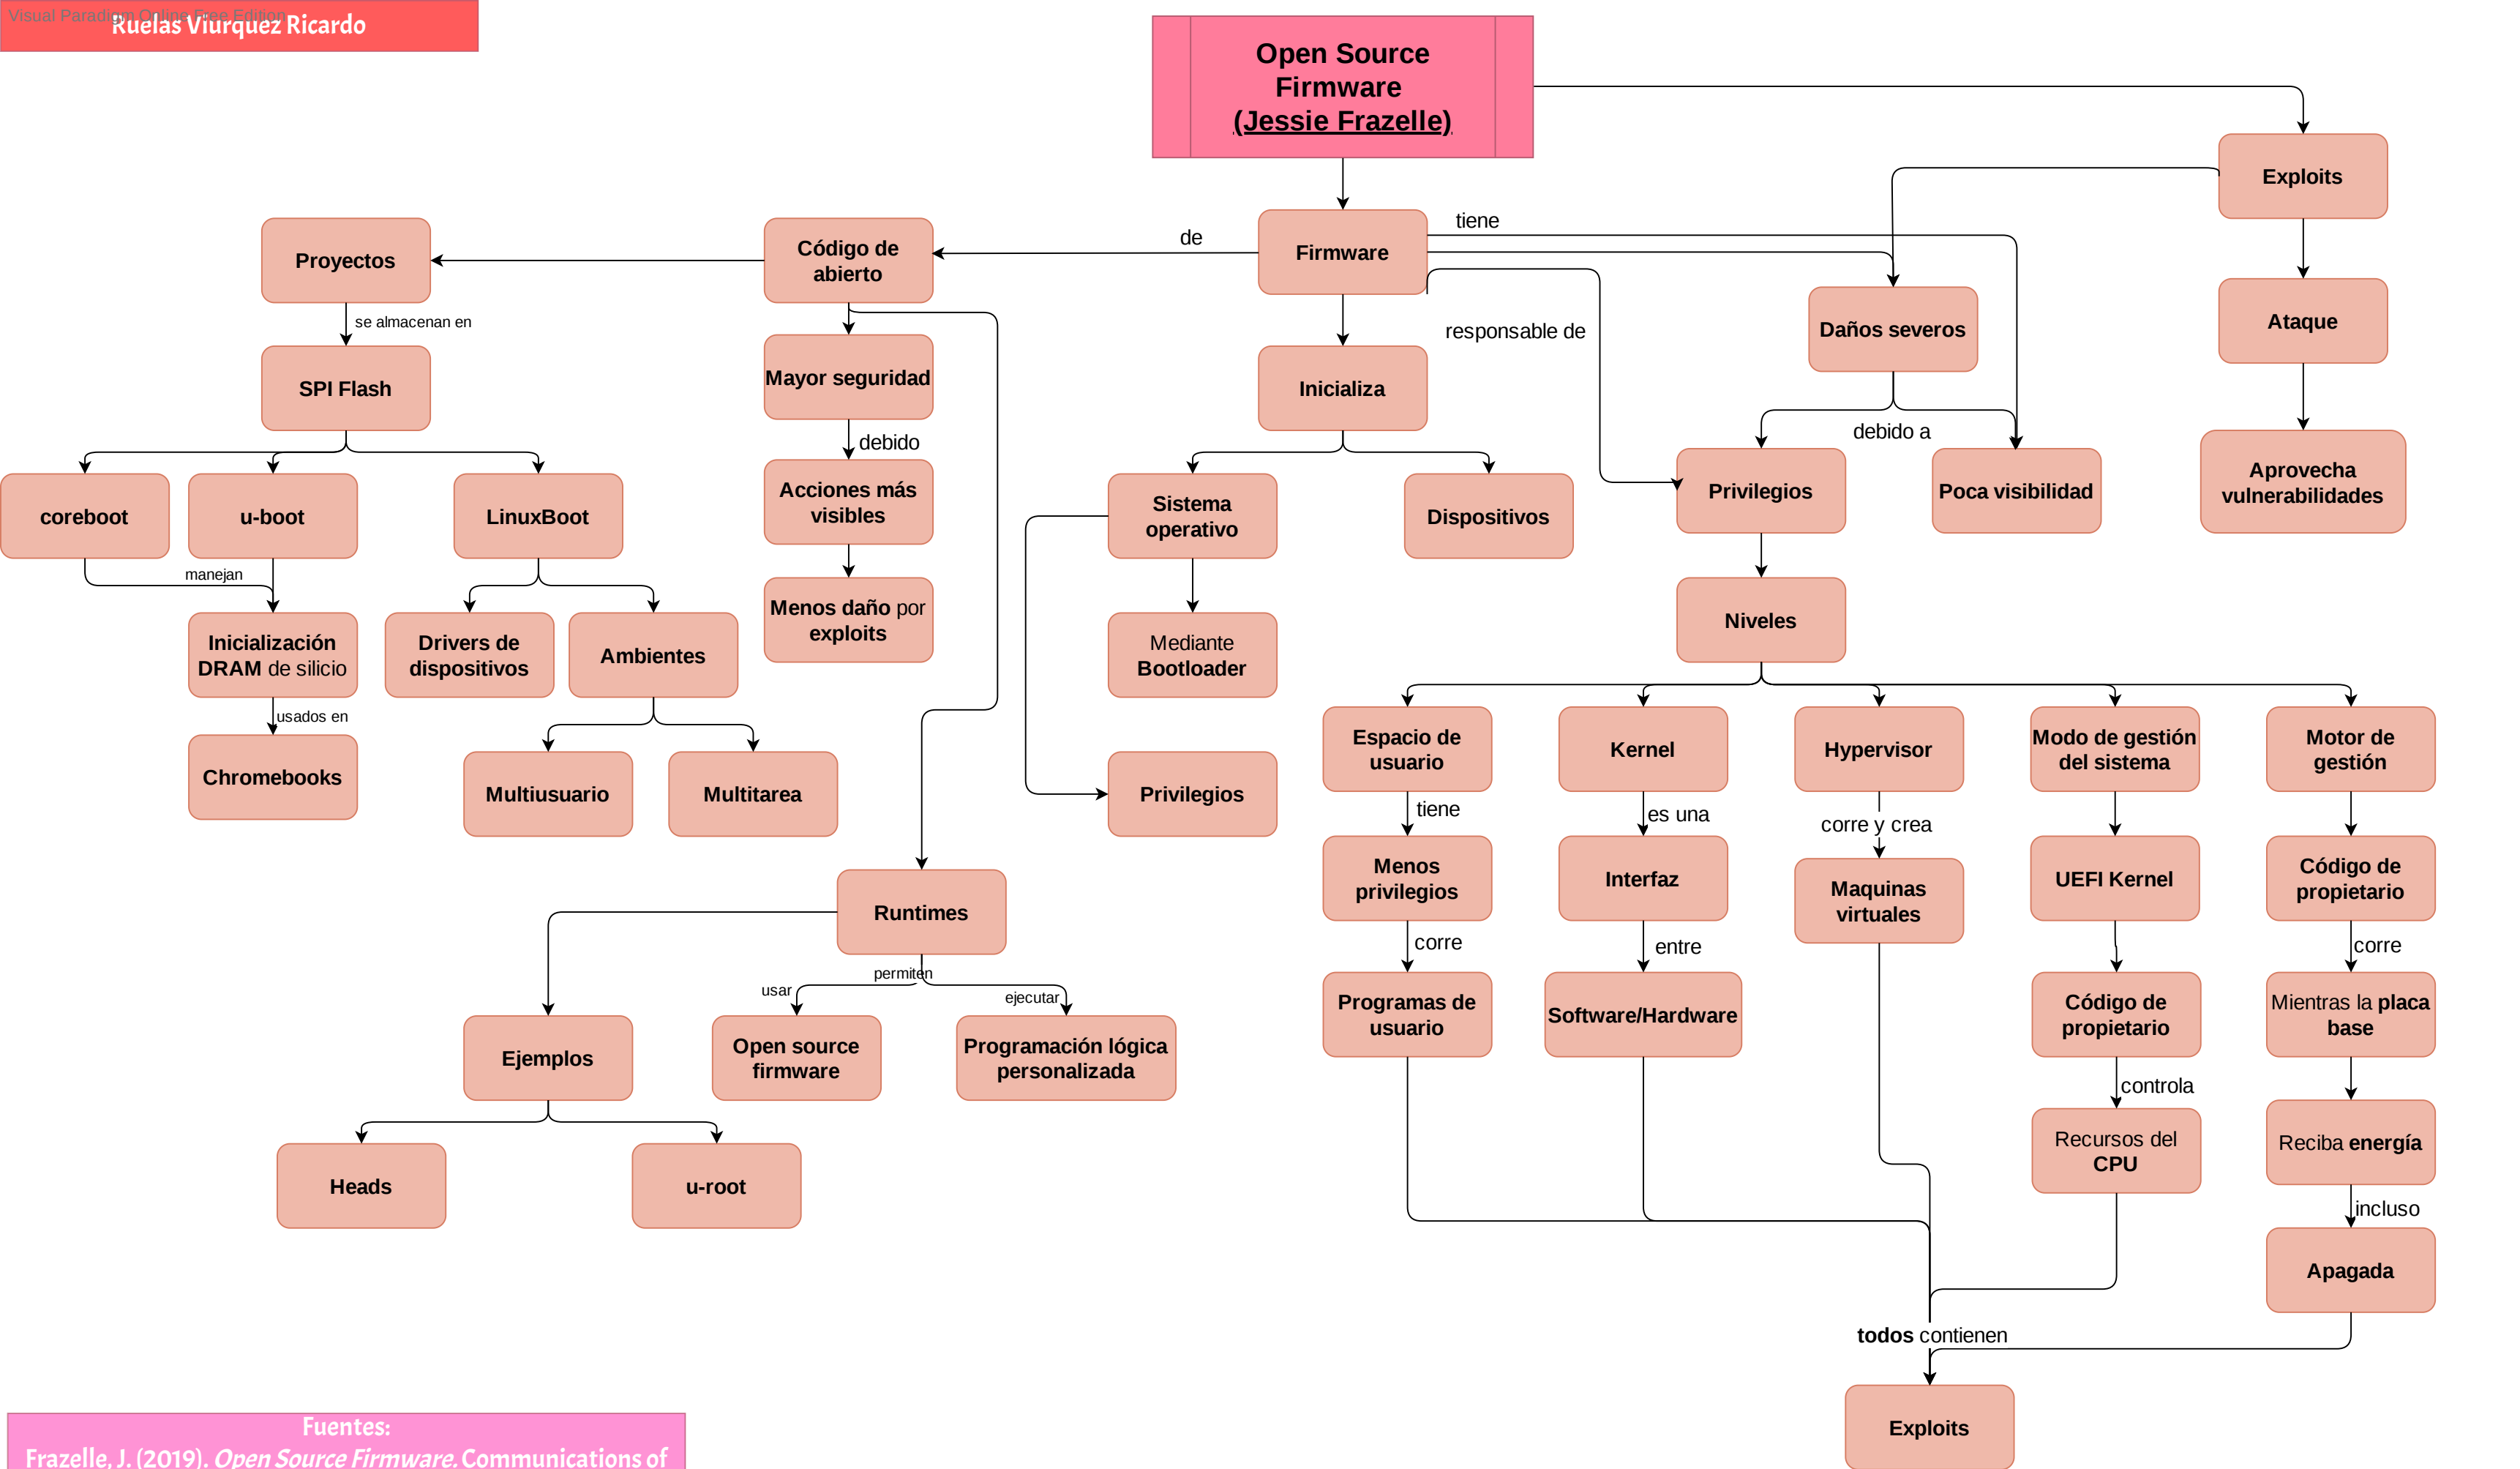 Visual Paradigm Online Free Edition
Ruelas Viurquez Ricardo
Open Source
Firmware
(Jessie Frazelle)
Exploits
Proyectos
Código de
abierto
de
Firmware
tiene
responsable de
Daños severos
Ataque
se almacenan en
SPI Flash
Mayor seguridad
Inicializa
debido
debido a
Aprovecha
vulnerabilidades
coreboot
u-boot
LinuxBoot
Acciones más
visibles
Sistema
operativo
Dispositivos
Privilegios
Poca visibilidad
manejan
Inicialización
DRAM de silicio
Drivers de
dispositivos
Ambientes
Menos daño por
exploits
Mediante
Bootloader
Niveles
usados en
Chromebooks
Multiusuario
Multitarea
Privilegios
Espacio de
usuario
Kernel
Hypervisor
Modo de gestión
del sistema
Motor de
gestión
tiene
es una
corre y crea
Menos
privilegios
Interfaz
Maquinas
virtuales
UEFI Kernel
Código de
propietario
Runtimes
corre
entre
corre
permiten
usar
ejecutar
Ejemplos
Open source
firmware
Programación lógica
personalizada
Programas de
usuario
Software/Hardware
Código de
propietario
Mientras la placa
base
controla
Heads
u-root
Recursos del
CPU
Reciba energía
incluso
Apagada
todos contienen
Exploits
Fuentes:
Frazelle, J. (2019). Open Source Firmware. Communications of